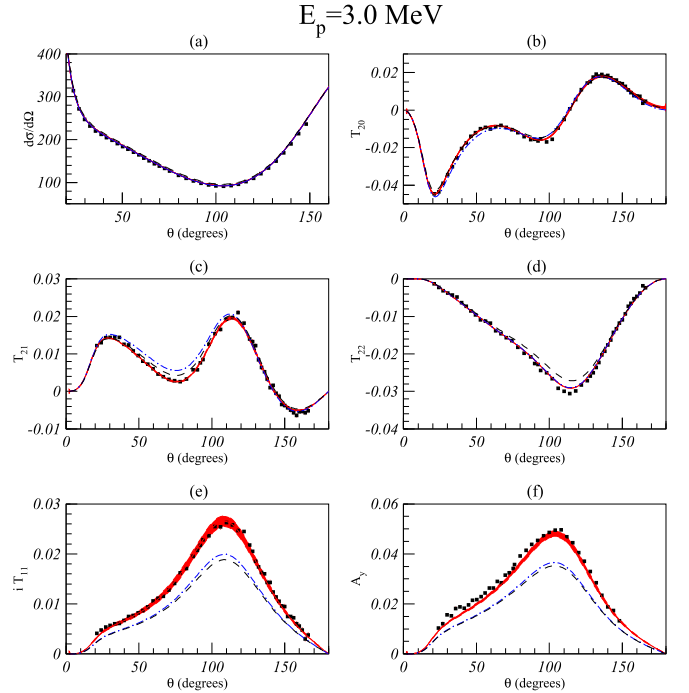 E_p=3.0 MeV
(a)
(b)
400
300
200
100
dσ/dΩ
50
100
150
θ (degrees)
0.02
0
-0.02
-0.04
T_20
0
50
100
150
θ (degrees)
(c)
(d)
0.03
0.02
0.01
0
-0.01
T_21
0
50
100
150
θ (degrees)
0
-0.01
-0.02
-0.03
-0.04
T_22
0
50
100
150
θ (degrees)
(e)
(f)
0.03
0.02
0.01
0
i T_11
0
50
100
150
θ (degrees)
0.06
0.04
0.02
0
A_y
0
50
100
150
θ (degrees)